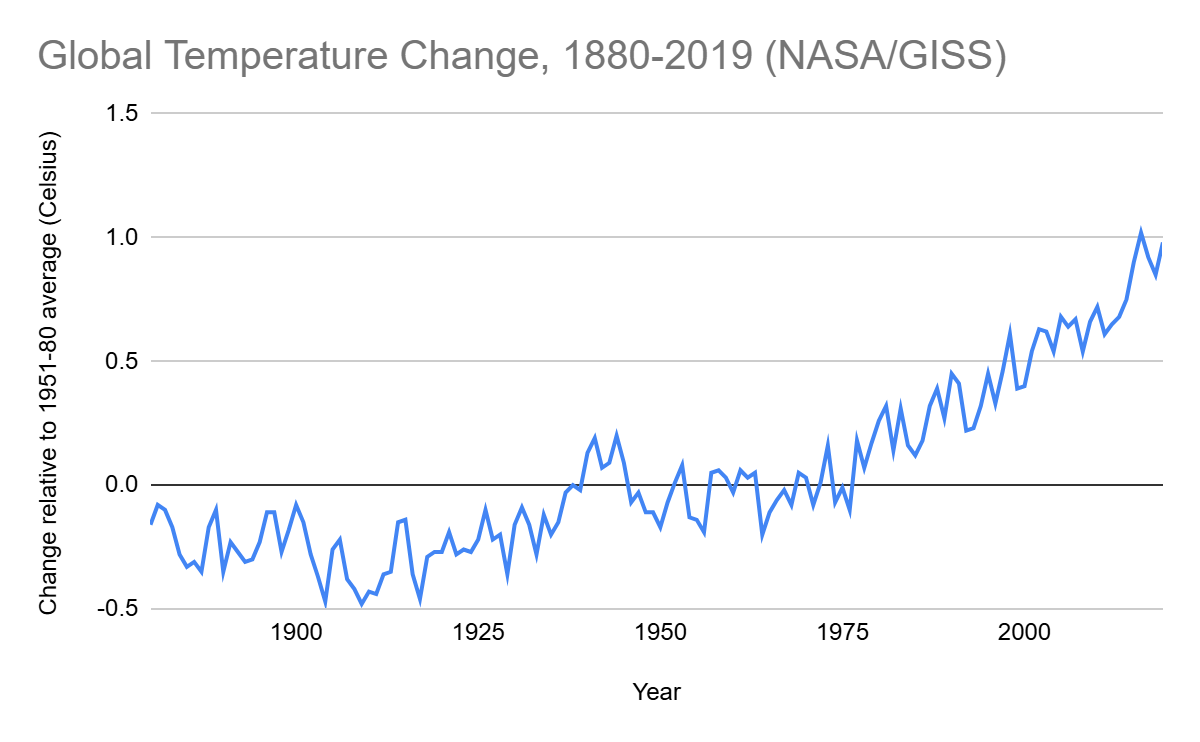 Global Temperature Change, 1880-2019 (NASA/GISS)
Change relative to 1951-80 average (Celsius)
1.5
1.0
0.5
0.0
-0.5
1900 1925 1950 1975 2000
Year